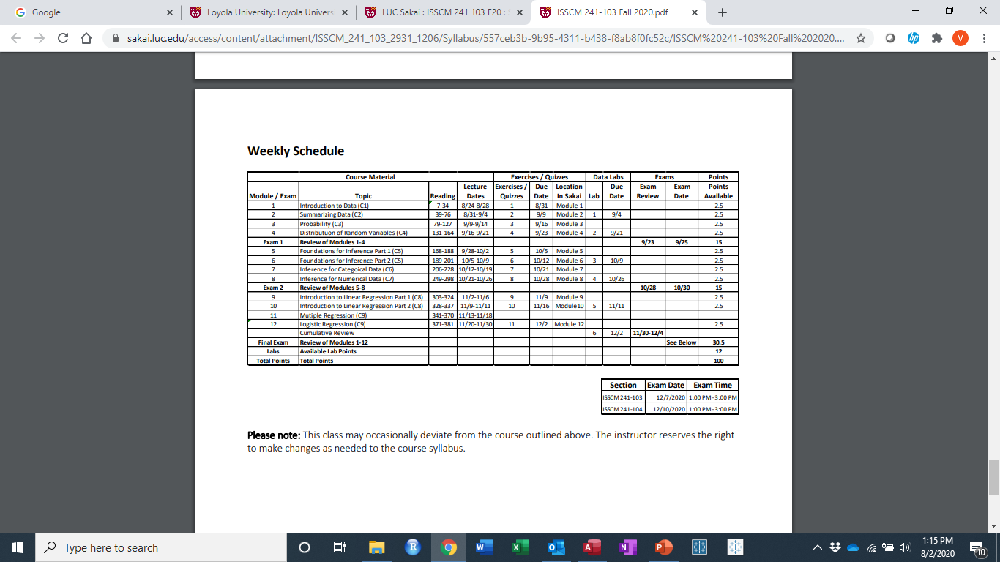 Google
Loyola University: Loyola Univers
LUC Sakai : ISSCM 241 103 F20 :
ISSCM 241-103 Fall 2020.pdf
sakai.luc.edu/access/content/attachment/ISSCM_241_103_2931_1206/Syllabus/557ceb3b-9b95-4311-b438-f8ab8f0fc52c/ISSCM%20241-103%20Fall%202020....
V
Weekly Schedule
Course Material Exercises / Quizzes Data Labs Exams Points
Lecture Exercises / Due Location Due Exam Exam Points
Module / Exam Topic Reading Dates Quizzes Date In Sakai Lab Date Review Date Available
1 Introduction to Data (C1) 7-34 8/24-8/28 1 8/31 Module 1 2.5
2 Summarizing Data (C2) 39-76 8/31-9/4 2 9/9 Module 2 1 9/4 2.5
3 Probability (C3) 79-127 9/9-9/14 3 9/16 Module 3 2.5
4 Distributuon of Random Variables (C4) 131-164 9/16-9/21 4 9/23 Module 4 2 9/21 2.5
Exam 1 Review of Modules 1-4 9/23 9/25 15
5 Foundations for Inference Part 1 (C5) 168-188 9/28-10/2 5 10/5 Module 5 2.5
6 Foundations for Inference Part 2 (C5) 189-201 10/5-10/9 6 10/12 Module 6 3 10/9 2.5
7 Inference for Categoical Data (C6) 206-228 10/12-10/19 7 10/21 Module 7 2.5
8 Inference for Numerical Data (C7) 249-298 10/21-10/26 8 10/28 Module 8 4 10/26 2.5
Exam 2 Review of Modules 5-8 10/28 10/30 15
9 Introduction to Linear Regression Part 1 (C8) 303-324 11/2-11/6 9 11/9 Module 9 2.5
10 Introduction to Linear Regression Part 2 (C8) 328-337 11/9-11/11 10 11/16 Module10 5 11/11 2.5
11 Mutiple Regression (C9) 341-370 11/13-11/18
12 Logistic Regression (C9) 371-381 11/20-11/30 11 12/2 Module 12 2.5
Cumulative Review 6 12/2 11/30-12/4
Final Exam Review of Modules 1-12 See Below 30.5
Labs Available Lab Points 12
Total Points Total Points 100
Section Exam Date Exam Time
ISSCM 241-103 12/7/2020 1:00 PM-3:00 PM
ISSCM 241-104 12/10/2020 1:00 PM-3:00 PM
Please note: This class may occasionally deviate from the course outlined above. The instructor reserves the right
to make changes as needed to the course syllabus.
Type here to search
1:15 PM
8/2/2020
10